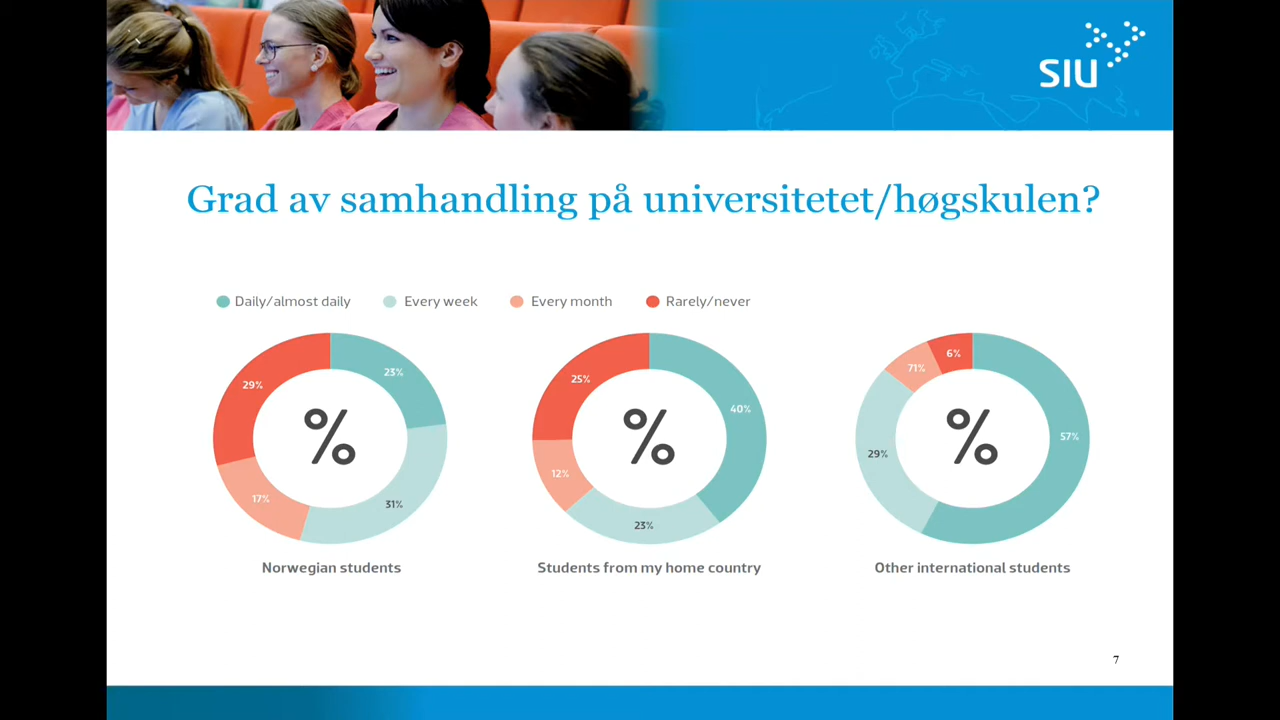 SIU
Grad av samhandling på universitetet/høgskulen?
Daily/almost daily Every week Every month Rarely/never
29% 23% 17% 31% %
25% 40% 12% 23% %
6% 71% 57% 29% %
Norwegian students Students from my home country Other international students
7